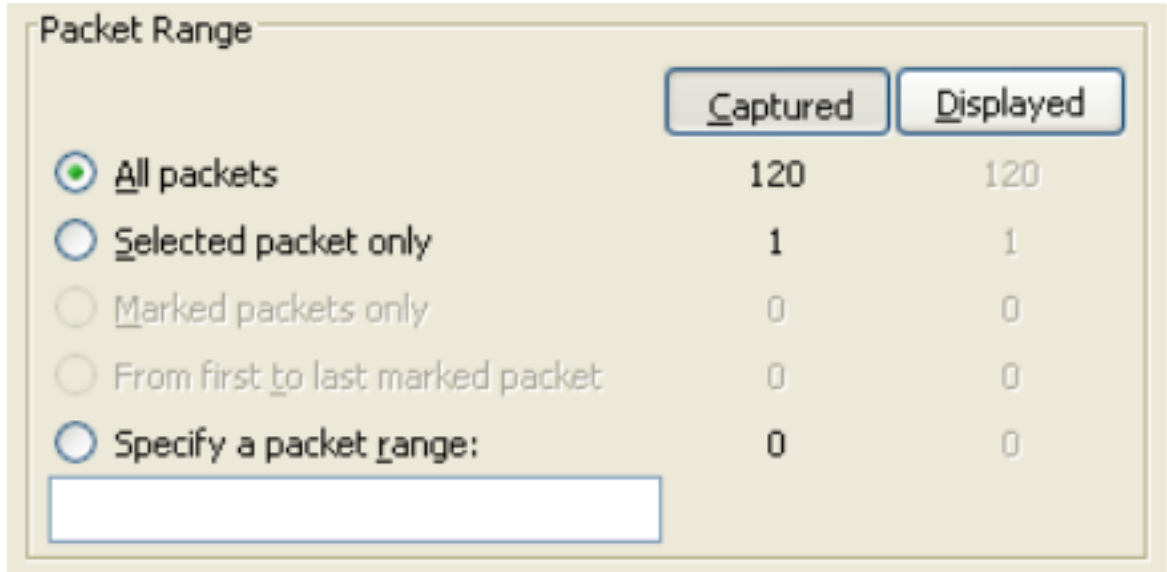 Packet Range
Captured Displayed
All packets 120 120
Selected packet only 1 1
Marked packets only 0 0
From first to last marked packet 0 0
Specify a packet range: 0 0